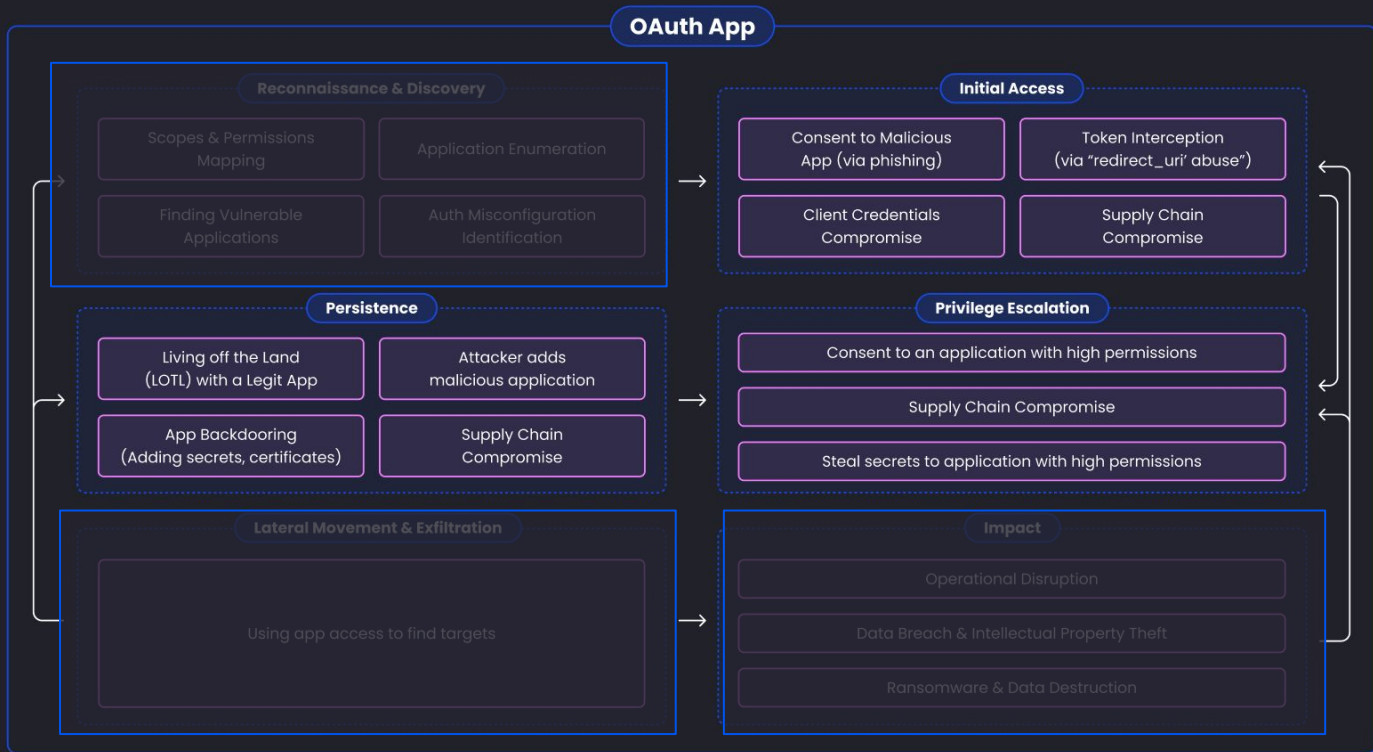 OAuth App
Reconnaissance & Discovery
Scopes & Permissions
Mapping
Application Enumeration
Finding Vulnerable
Applications
Auth Misconfiguration
Identification
Initial Access
Consent to Malicious
App (via phishing)
Token Interception
(via “redirect_uri’ abuse”)
Client Credentials
Compromise
Supply Chain
Compromise
Persistence
Living off the Land
(LOTL) with a Legit App
Attacker adds
malicious application
App Backdooring
(Adding secrets, certificates)
Supply Chain
Compromise
Privilege Escalation
Consent to an application with high permissions
Supply Chain Compromise
Steal secrets to application with high permissions
Lateral Movement & Exfiltration
Using app access to find targets
Impact
Operational Disruption
Data Breach & Intellectual Property Theft
Ransomware & Data Destruction